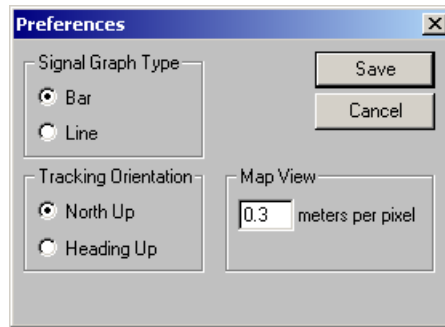 Preferences
Signal Graph Type
Bar
Line
Save
Cancel
Tracking Orientation
North Up
Heading Up
Map View
0.3 meters per pixel